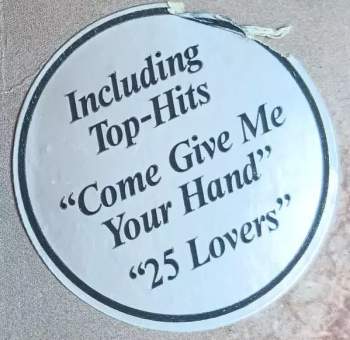 Including
Top-Hits
“Come Give Me
Your Hand”
“25 Lovers”